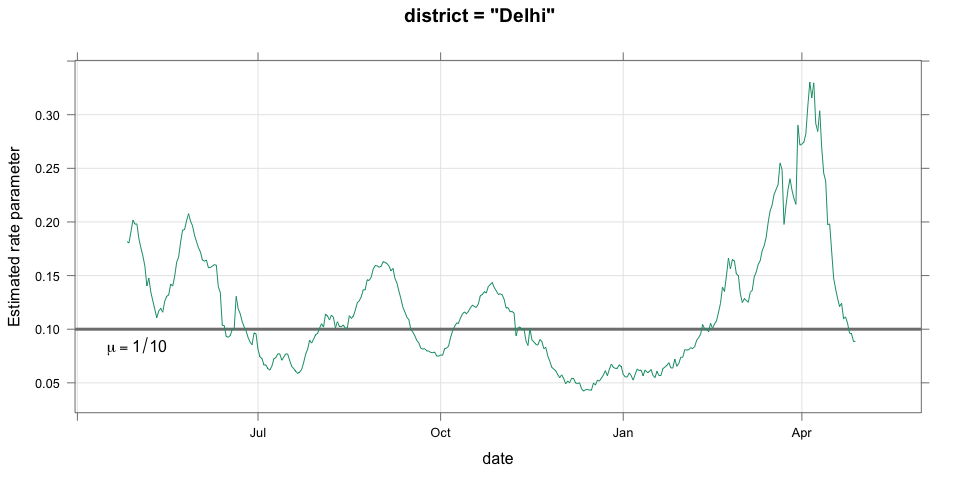 district = "Delhi"
Estimated rate parameter
0.30
0.25
0.20
0.15
0.10
0.05
μ = 1/10
Jul Oct Jan Apr
date